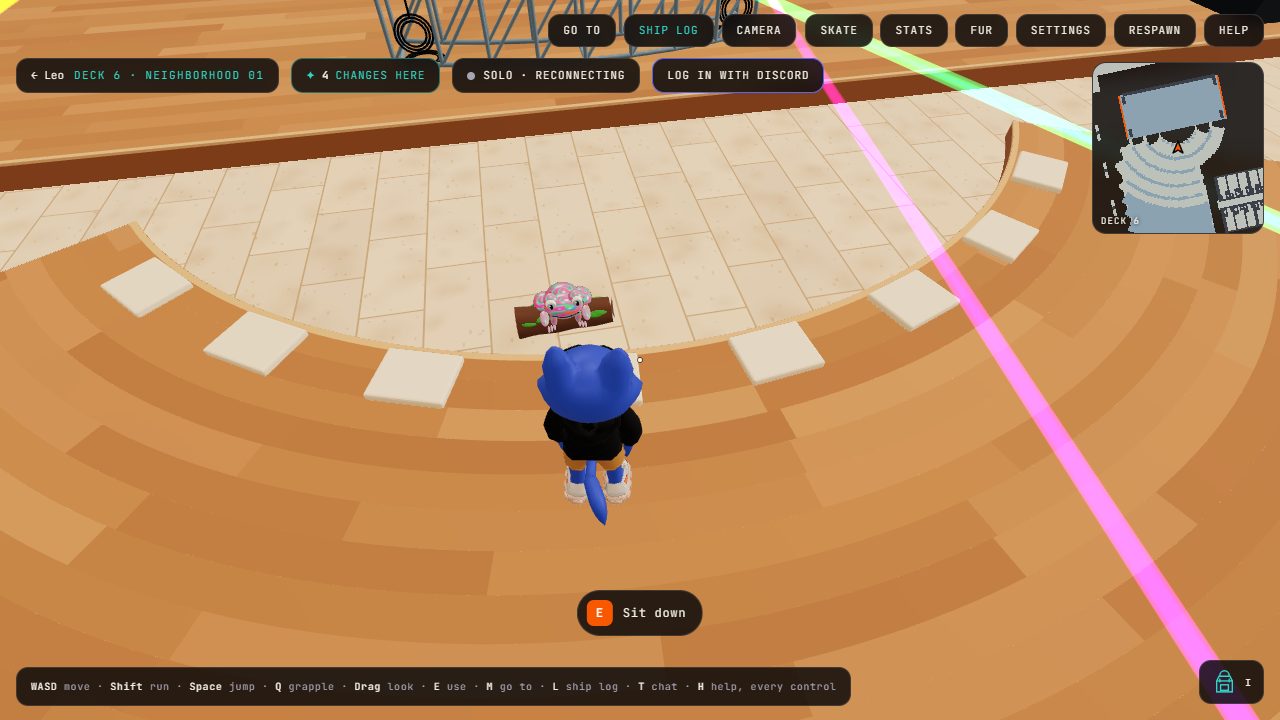 GO TO
SHIP LOG
CAMERA
SKATE
STATS
FUR
SETTINGS
RESPAWN
HELP
← Leo DECK 6 · NEIGHBORHOOD 01
✦ 4 CHANGES HERE
● SOLO · RECONNECTING
LOG IN WITH DISCORD
DECK 6
E Sit down
WASD move · Shift run · Space jump · Q grapple · Drag look · E use · M go to · L ship log · T chat · H help, every control
I